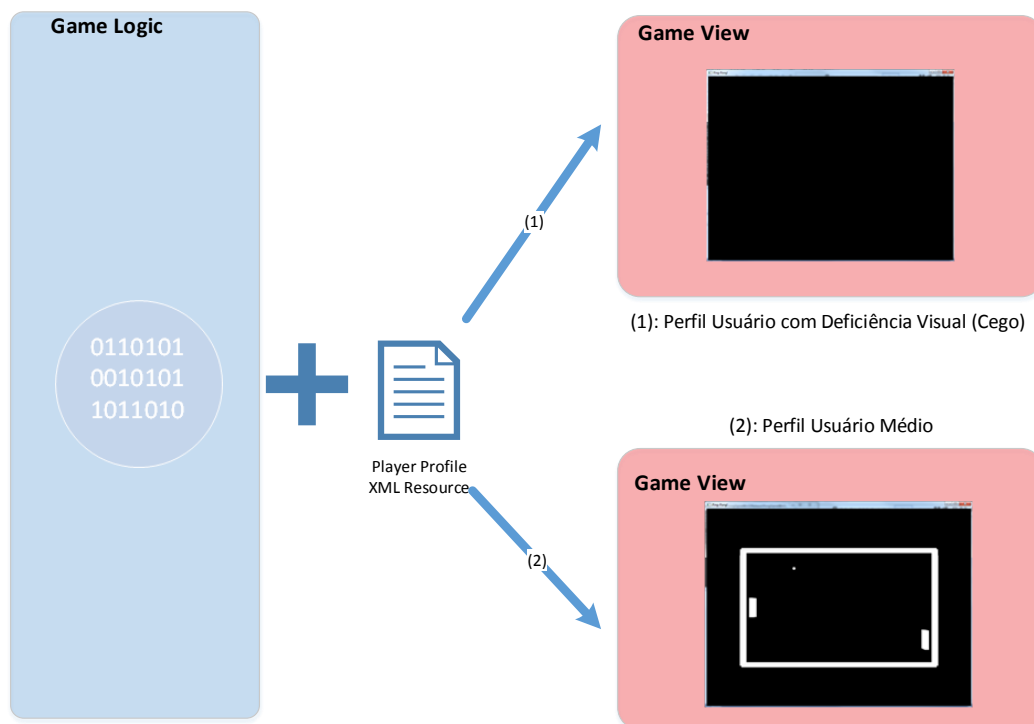 Game Logic
0110101
0010101
1011010
Player Profile
XML Resource
(1)
(2)
Game View
(1): Perfil Usuário com Deficiência Visual (Cego)
(2): Perfil Usuário Médio
Game View